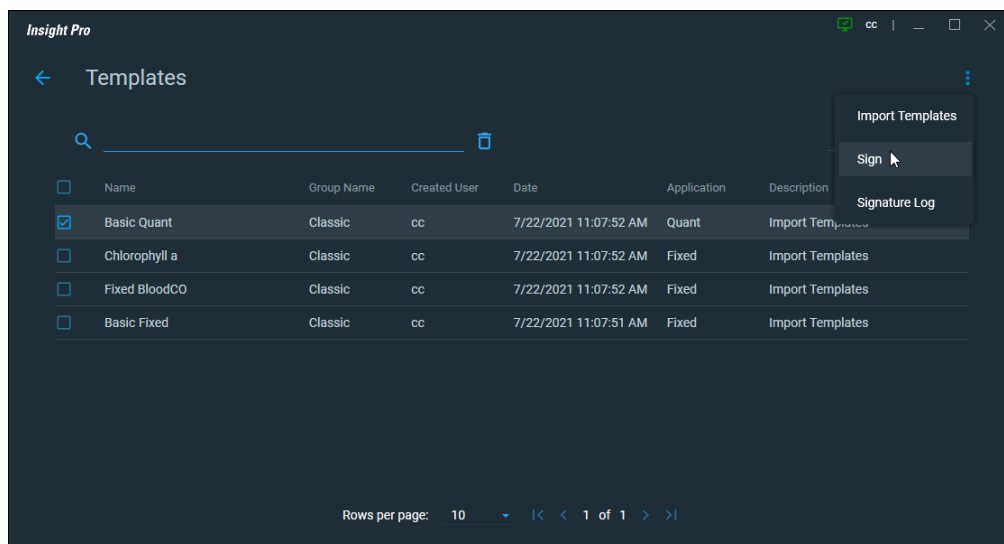 Insight Pro
cc |
Templates
Import Templates
Sign
Signature Log
Name Group Name Created User Date Application Description
Basic Quant Classic cc 7/22/2021 11:07:52 AM Quant Import Templates
Chlorophyll a Classic cc 7/22/2021 11:07:52 AM Fixed Import Templates
Fixed BloodCO Classic cc 7/22/2021 11:07:52 AM Fixed Import Templates
Basic Fixed Classic cc 7/22/2021 11:07:51 AM Fixed Import Templates
Rows per page: 10 |< < 1 of 1 > >|